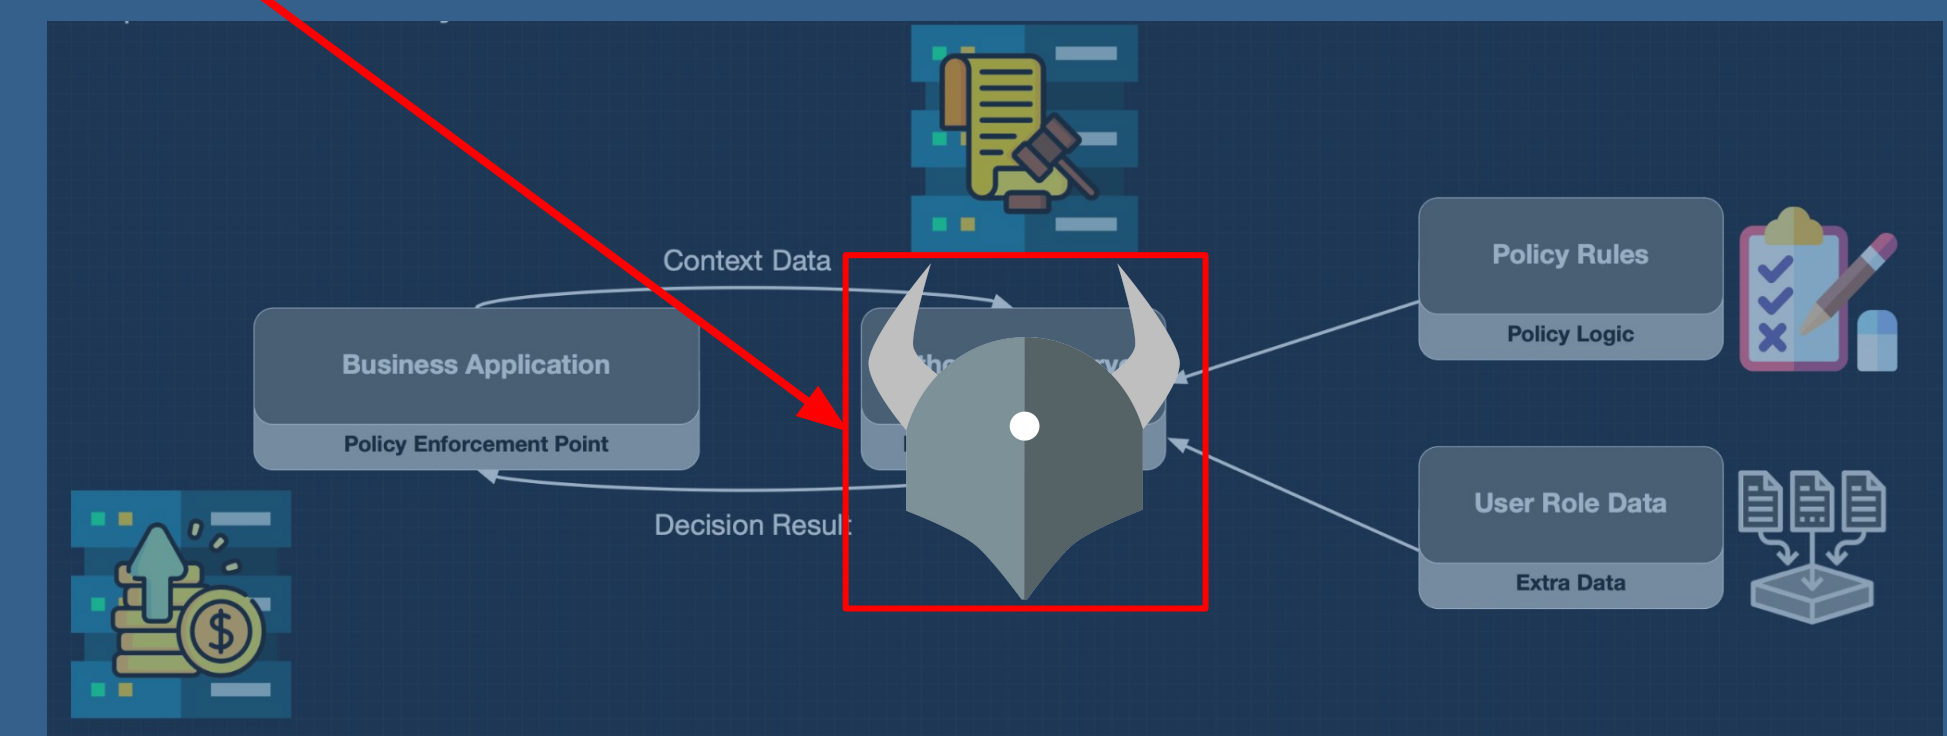 Context Data
Policy Rules
Policy Logic
Business Application
Policy Enforcement Point
Decision Result
User Role Data
Extra Data